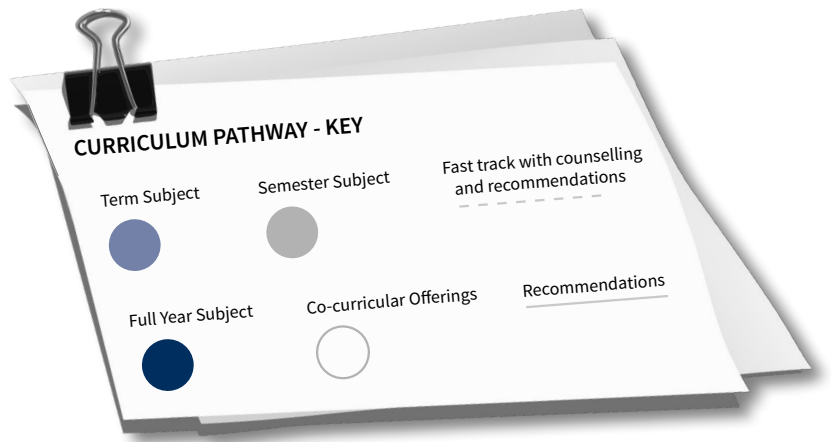 CURRICULUM PATHWAY - KEY
Term Subject
Semester Subject
Fast track with counselling
and recommendations
Full Year Subject
Co-curricular Offerings
Recommendations